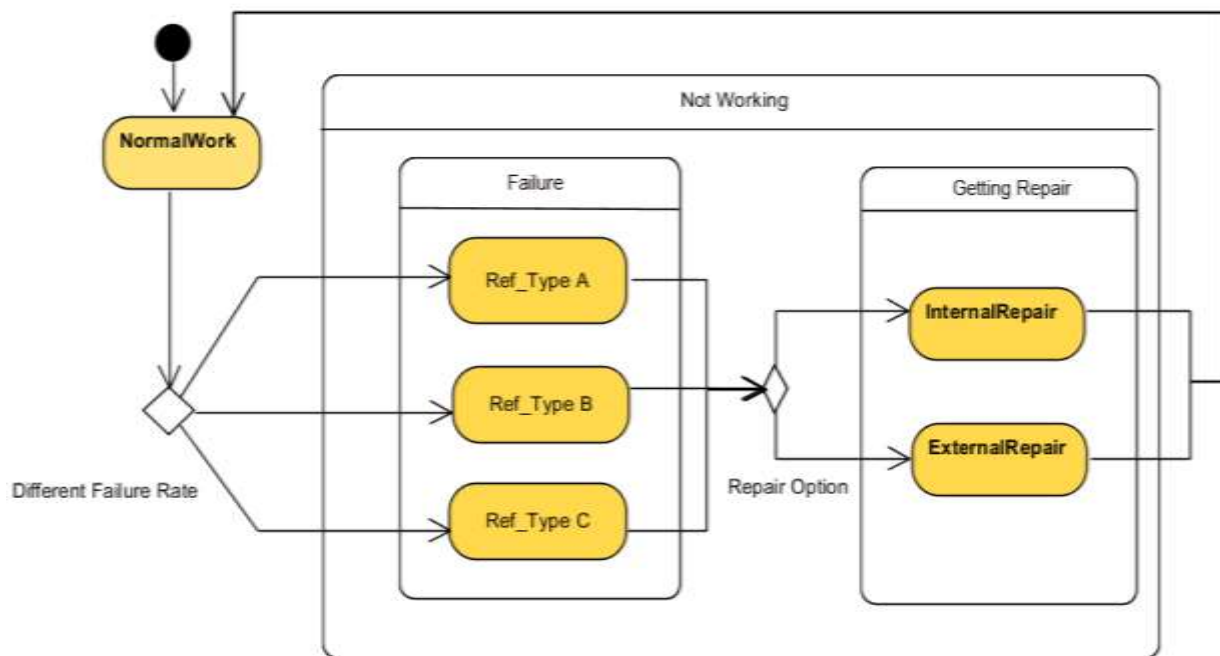 Not Working
NormalWork
Failure
Getting Repair
Ref_Type A
InternalRepair
Ref_Type B
ExternalRepair
Different Failure Rate
Repair Option
Ref_Type C